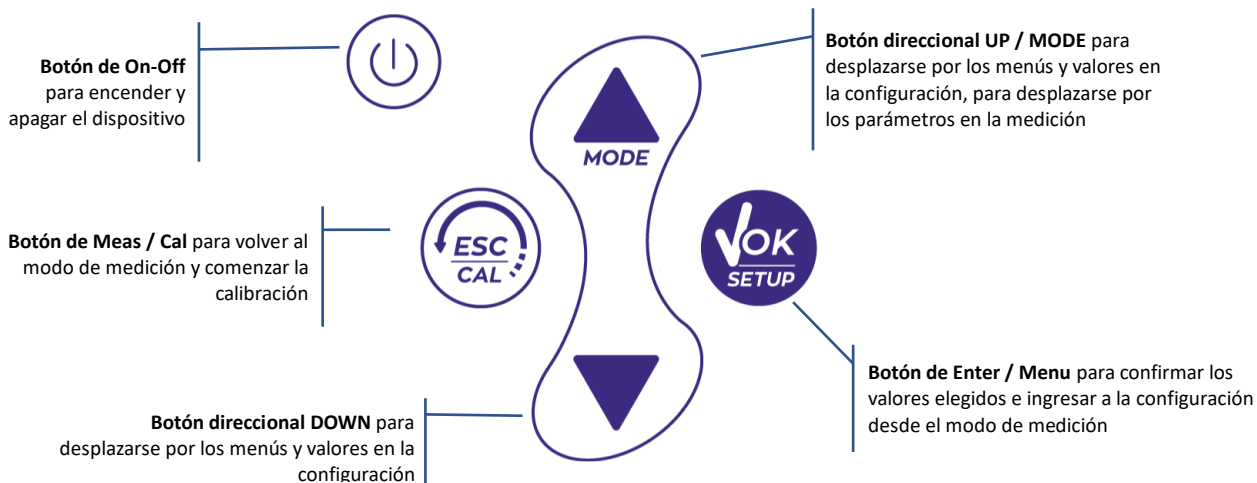 Botón de On-Off
para encender y
apagar el dispositivo
Botón direccional UP / MODE para
desplazarse por los menús y valores en
la configuración, para desplazarse por
los parámetros en la medición
MODE
Botón de Meas / Cal para volver al
modo de medición y comenzar la
calibración
ESC
CAL
OK
SETUP
Botón direccional DOWN para
desplazarse por los menús y valores en la
configuración
Botón de Enter / Menu para confirmar los
valores elegidos e ingresar a la configuración
desde el modo de medición